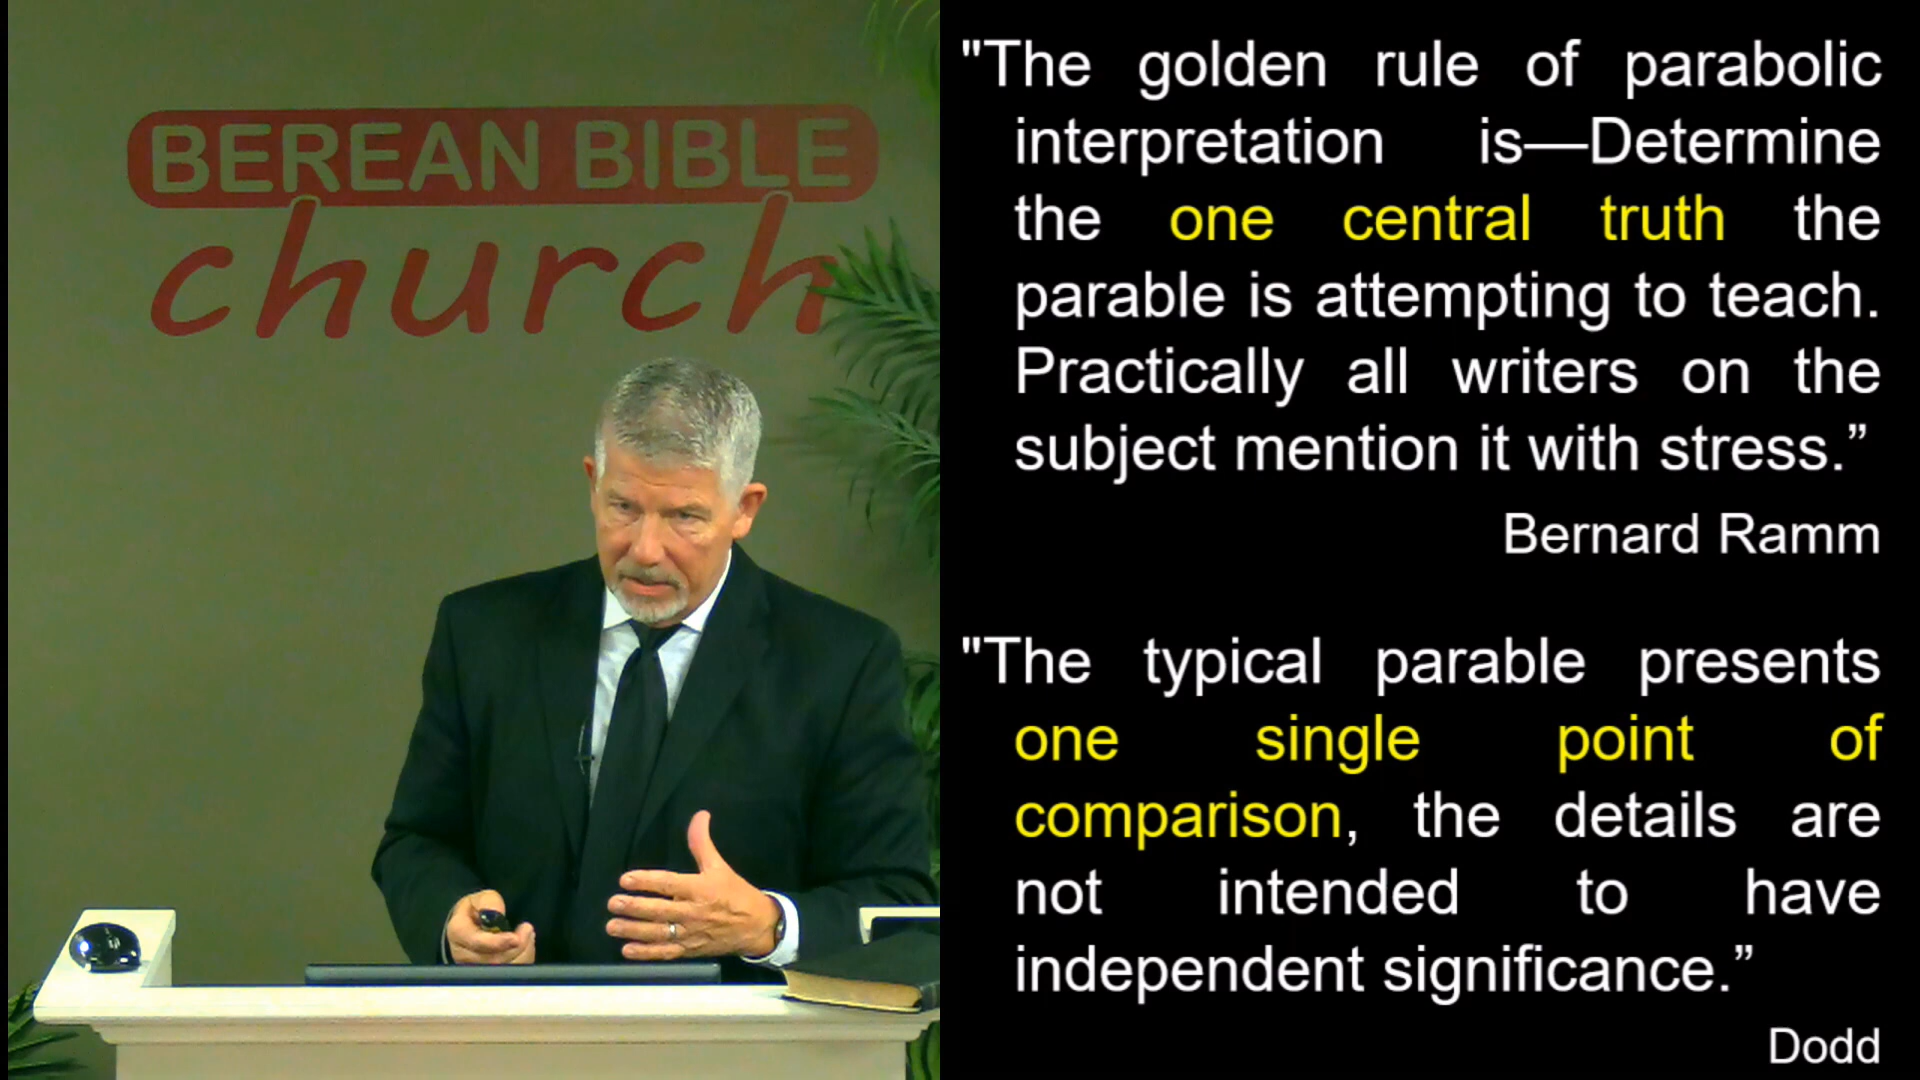 BEREAN BIBLE
church
"The golden rule of parabolic
interpretation is—Determine
the one central truth the
parable is attempting to teach.
Practically all writers on the
subject mention it with stress.”
Bernard Ramm
"The typical parable presents
one single point of
comparison, the details are
not intended to have
independent significance.”
Dodd